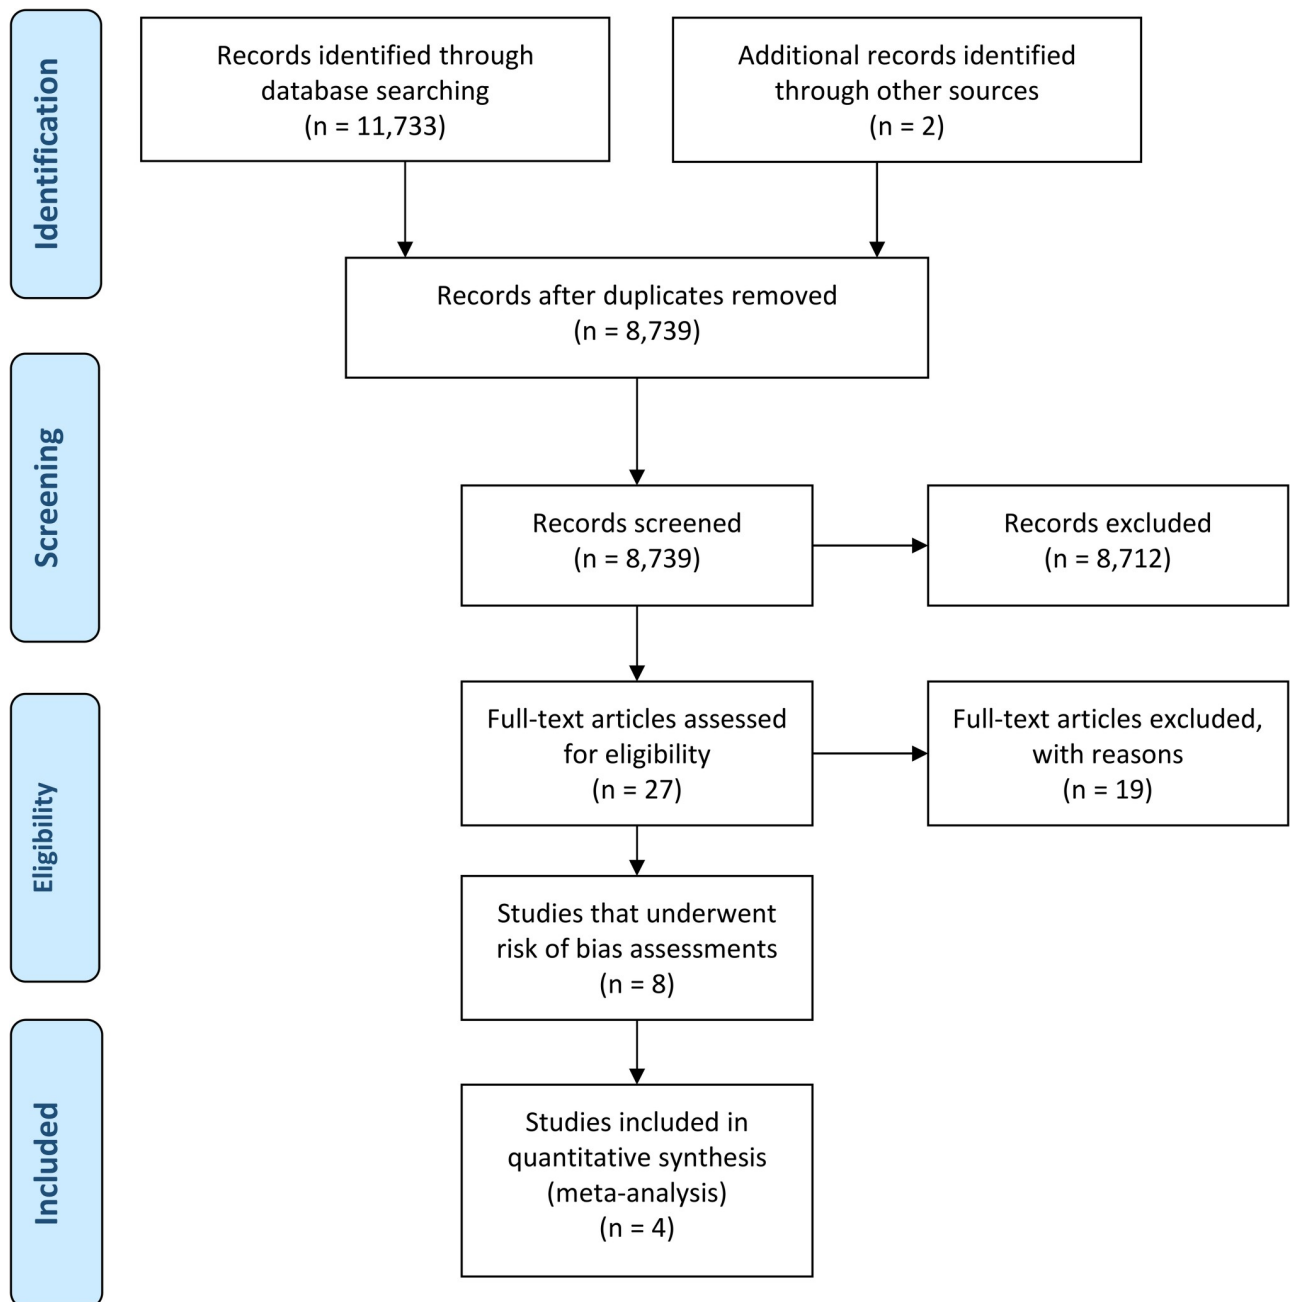 Identification
Records identified through
database searching
(n = 11,733)
Additional records identified
through other sources
(n = 2)
Records after duplicates removed
(n = 8,739)
Screening
Records screened
(n = 8,739)
Records excluded
(n = 8,712)
Eligibility
Full-text articles assessed
for eligibility
(n = 27)
Full-text articles excluded,
with reasons
(n = 19)
Studies that underwent
risk of bias assessments
(n = 8)
Included
Studies included in
quantitative synthesis
(meta-analysis)
(n = 4)